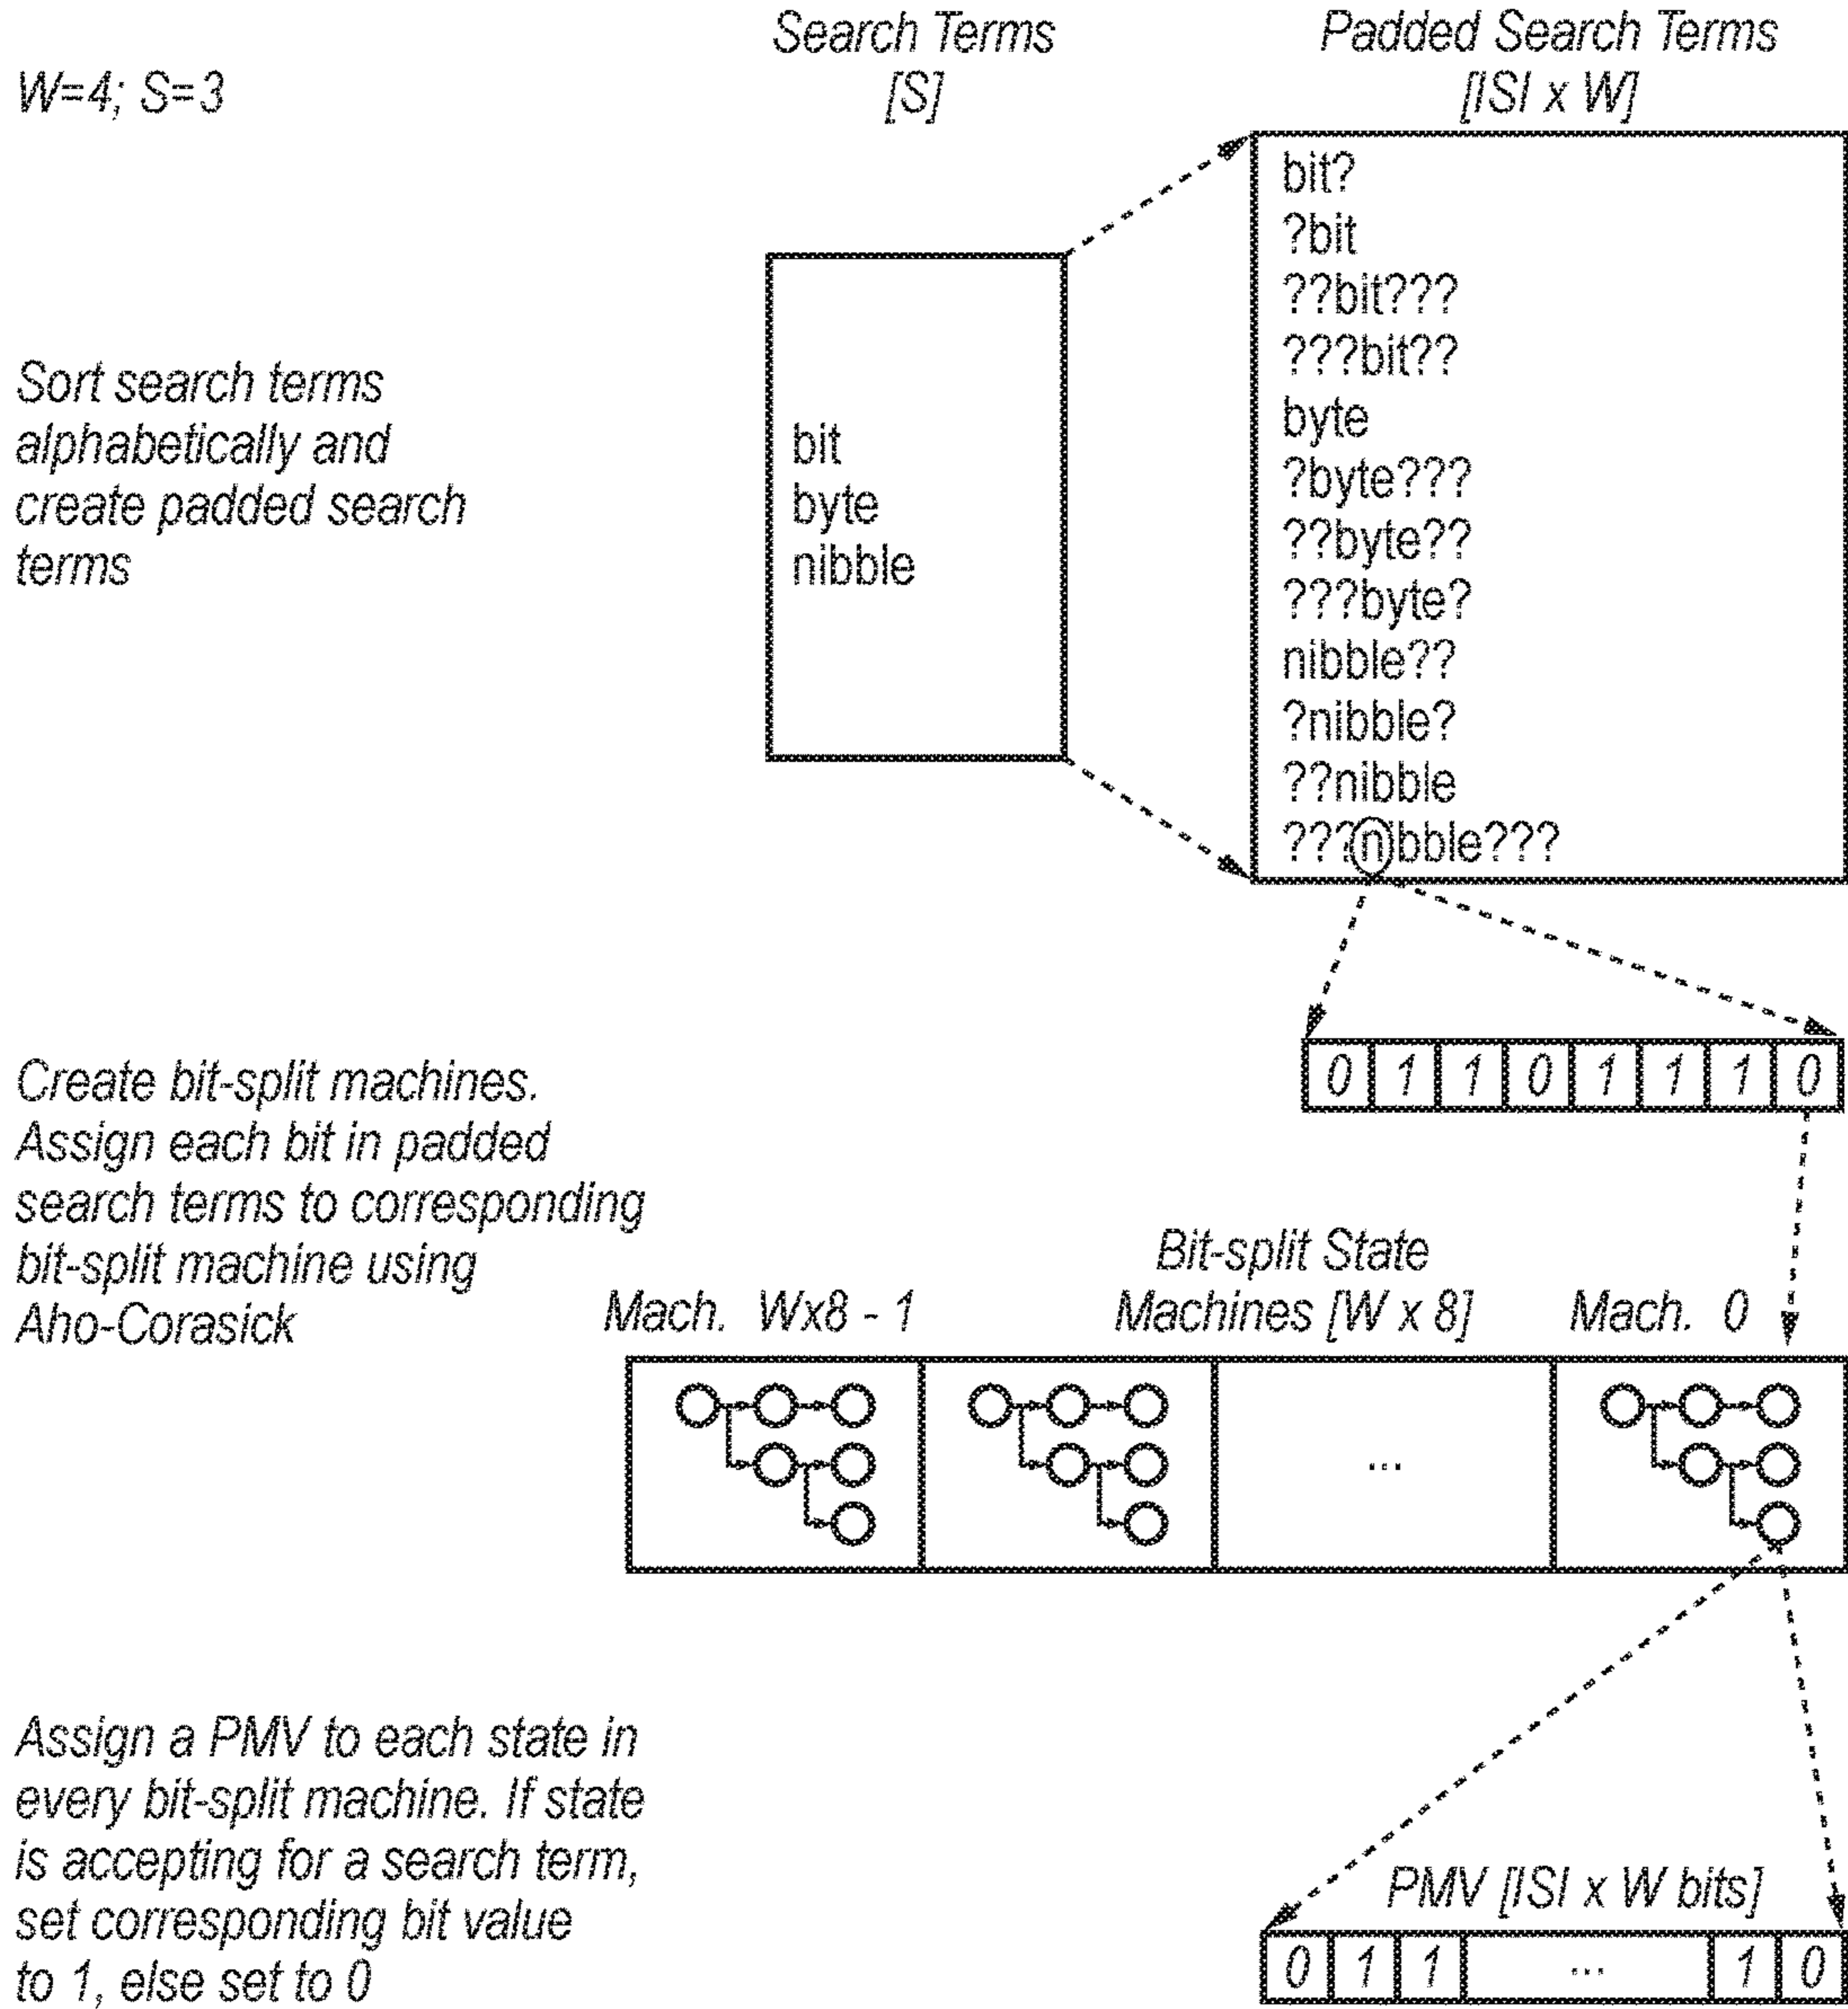 W=4; S=3
Search Terms
[S]
Padded Search Terms
[ISI x W]
Sort search terms
alphabetically and
create padded search
terms
bit
byte
nibble
bit?
?bit
??bit???
???bit??
byte
?byte???
??byte??
???byte?
nibble??
?nibble?
??nibble
???nibble???
0 1 1 0 1 1 1 0
Create bit-split machines.
Assign each bit in padded
search terms to corresponding
bit-split machine using
Aho-Corasick
Bit-split State
Machines [W x 8]
Mach. Wx8 - 1
Mach. 0
...
Assign a PMV to each state in
every bit-split machine. If state
is accepting for a search term,
set corresponding bit value
to 1, else set to 0
PMV [ISI x W bits]
0 1 1 ... 1 0